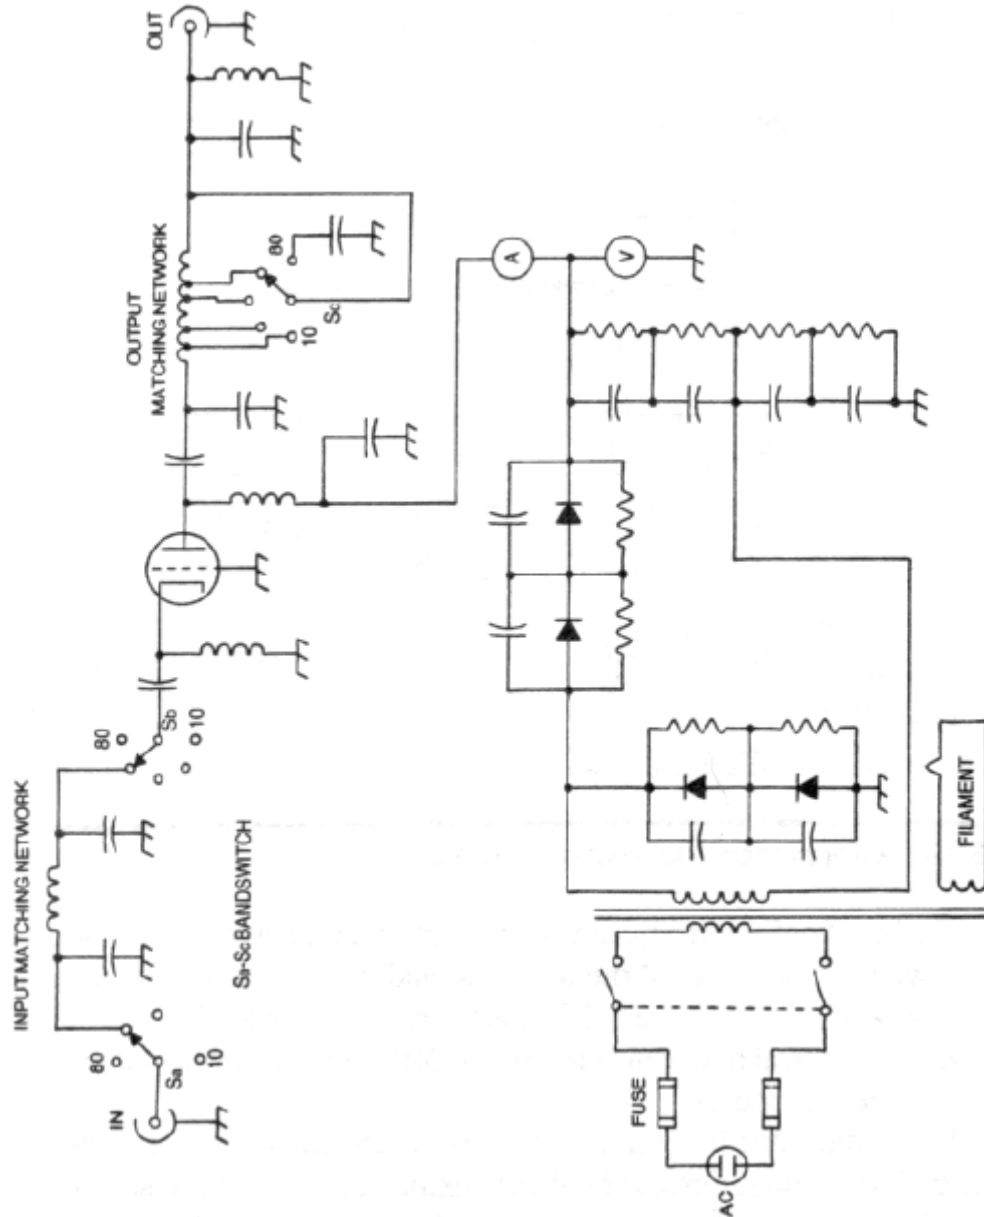 INPUT MATCHING NETWORK
IN
80
Sa
10
80
Sb
10
Sa-Sc BANDSWITCH
OUTPUT
MATCHING NETWORK
80
Sc
10
OUT
A
V
AC
FUSE
FILAMENT